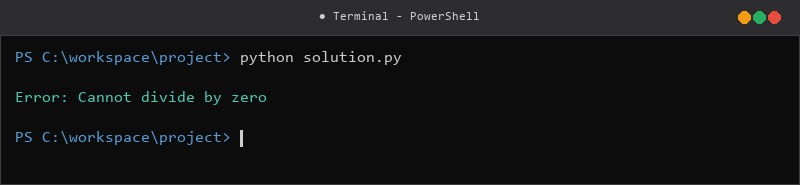 ● Terminal - PowerShell
PS C:\workspace\project> python solution.py
Error: Cannot divide by zero
PS C:\workspace\project>